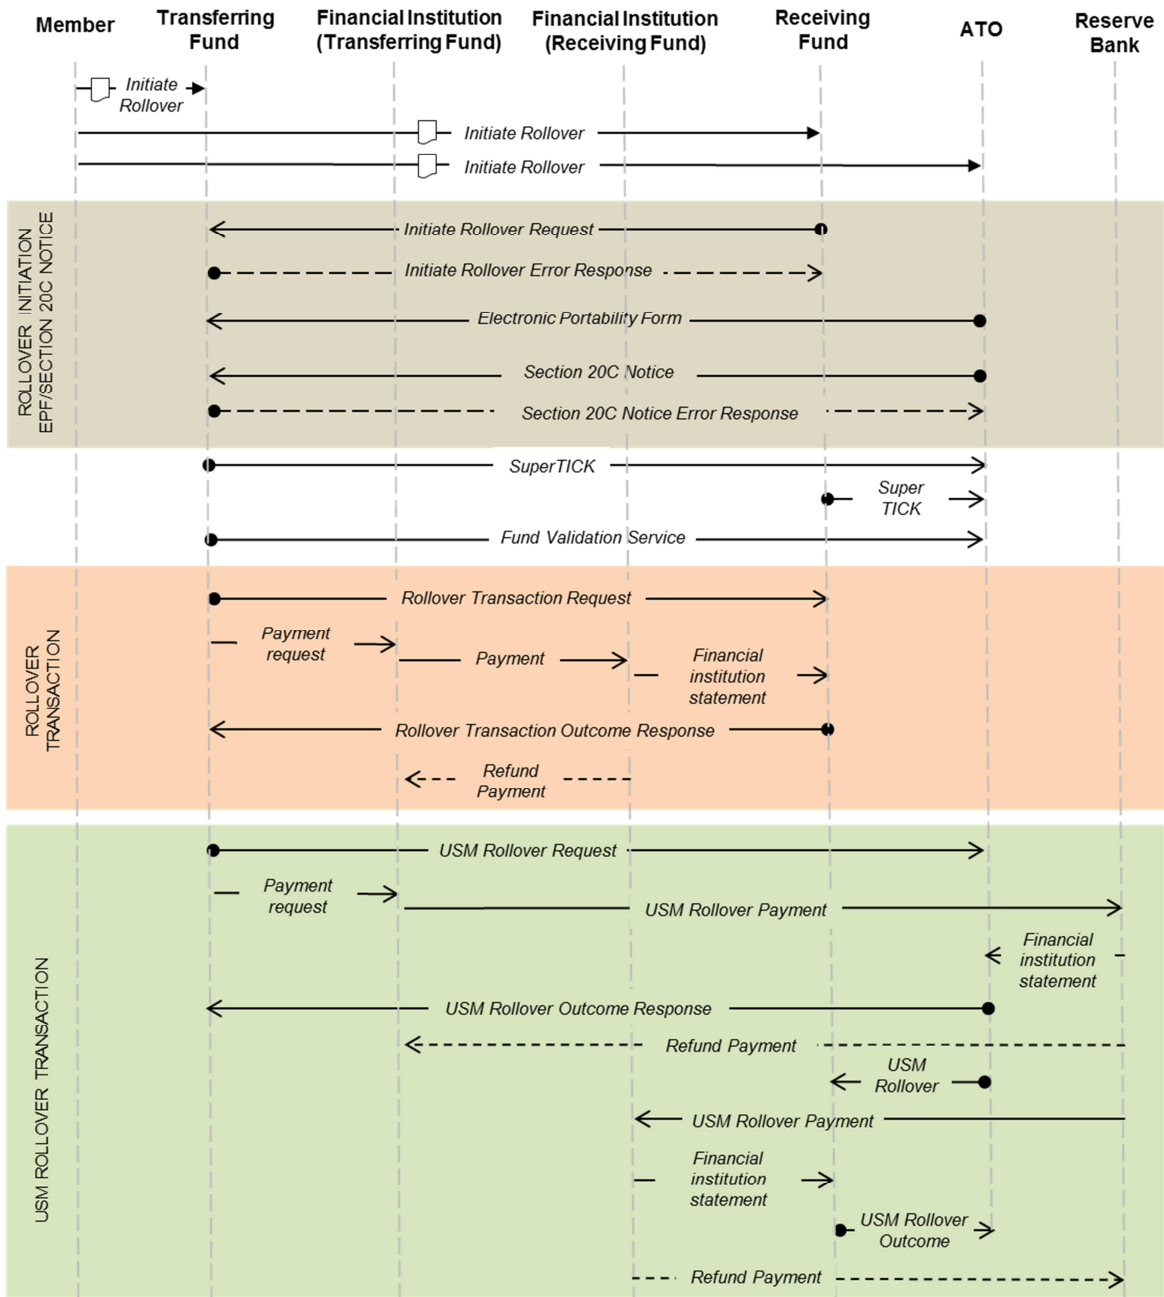 Member
Transferring
Fund
Financial Institution
(Transferring Fund)
Financial Institution
(Receiving Fund)
Receiving
Fund
ATO
Reserve
Bank
Initiate
Rollover
Initiate Rollover
Initiate Rollover
ROLLOVER INITIATION
EPF/SECTION 20C NOTICE
Initiate Rollover Request
Initiate Rollover Error Response
Electronic Portability Form
Section 20C Notice
Section 20C Notice Error Response
SuperTICK
Super
TICK
Fund Validation Service
ROLLOVER
TRANSACTION
Rollover Transaction Request
Payment
request
Payment
Financial
institution
statement
Rollover Transaction Outcome Response
Refund
Payment
USM ROLLOVER TRANSACTION
USM Rollover Request
Payment
request
USM Rollover Payment
Financial
institution
statement
USM Rollover Outcome Response
Refund Payment
USM
Rollover
USM Rollover Payment
Financial
institution
statement
USM Rollover
Outcome
Refund Payment